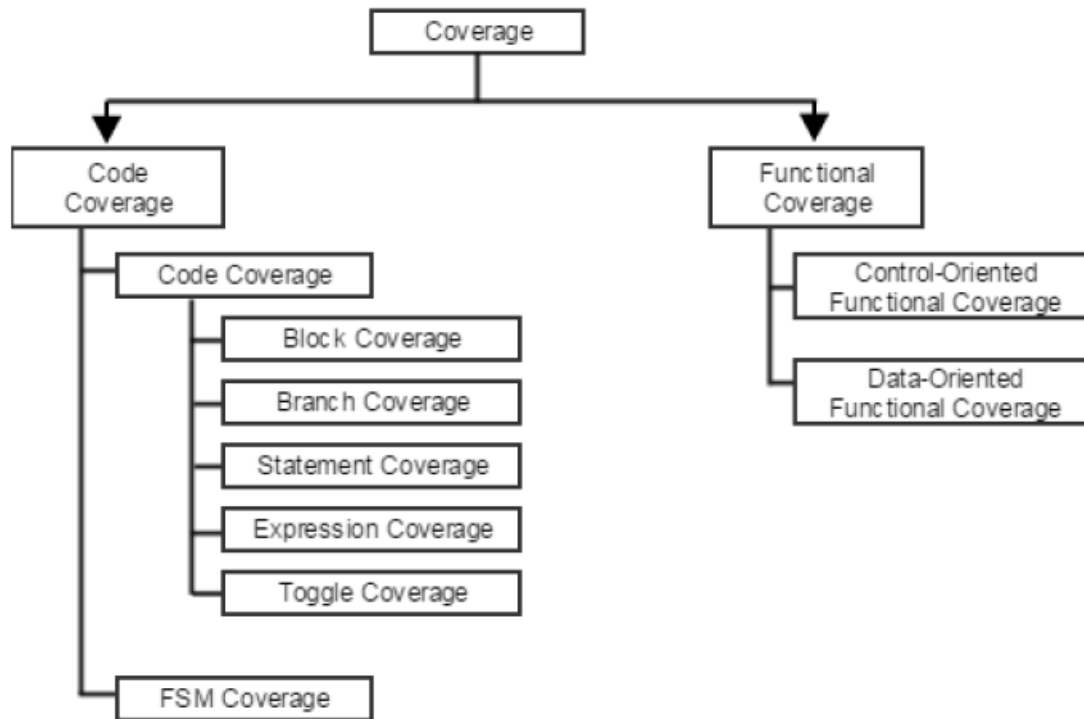 Coverage
Code
Coverage
Functional
Coverage
Code Coverage
Block Coverage
Branch Coverage
Statement Coverage
Expression Coverage
Toggle Coverage
FSM Coverage
Control-Oriented
Functional Coverage
Data-Oriented
Functional Coverage